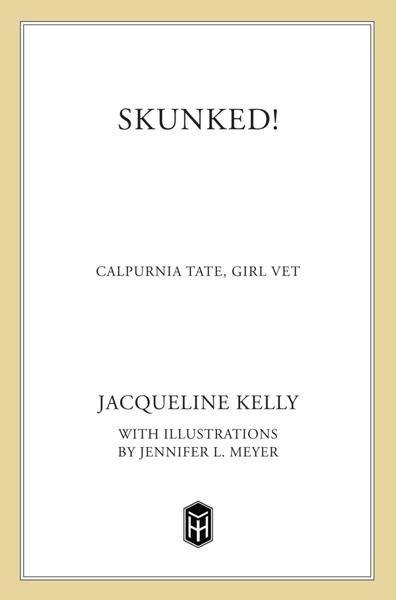 SKUNKED!
CALPURNIA TATE, GIRL VET
JACQUELINE KELLY
WITH ILLUSTRATIONS
BY JENNIFER L. MEYER